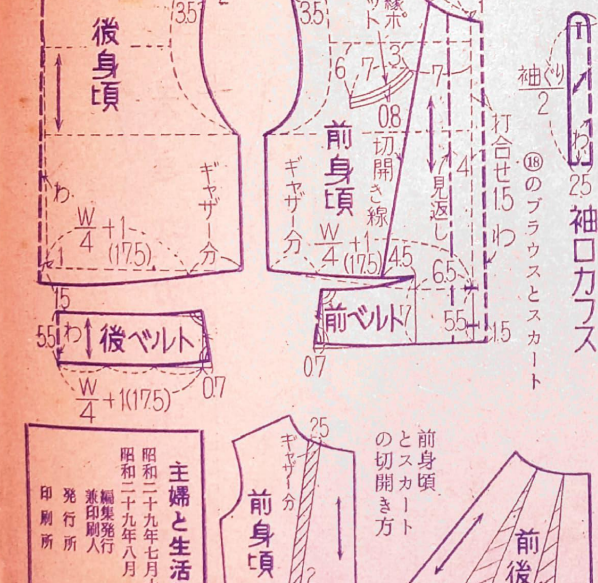 3.5
後身頃
わ
W/4+1
(17.5)
ギャザー分
1
15
5.5
わ
後ベルト
W/4+1(17.5)
0.7
3.5
6
7
3
0.8
7
前身頃
切開き線
見返し
4
打合せ1.5
わ
ギャザー分
W/4+1
(17.5)
4.5
6.5
前ベルト
7
5.5
1.5
0.7
⑱のブラウスとスカート
袖ぐり/2
わ
25
袖口カフス
前身頃
とスカート
の切開き方
25
ギャザー分
前身頃
前
後
主婦と生活
昭和二十九年七月
昭和二十九年八月
編集発行
兼印刷人
発行所
印刷所